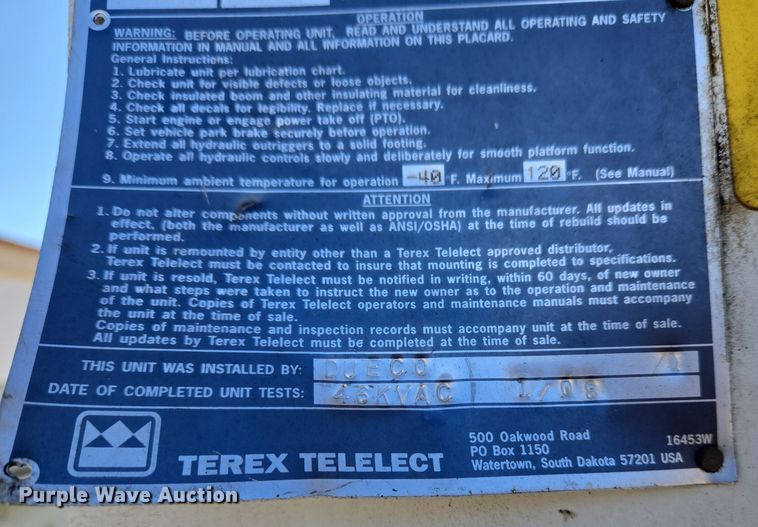 OPERATION
WARNING: BEFORE OPERATING UNIT, READ AND UNDERSTAND ALL OPERATING AND SAFETY
INFORMATION IN MANUAL AND ALL INFORMATION ON THIS PLACARD.
General Instructions:
1. Lubricate unit per lubrication chart.
2. Check unit for visible defects or loose objects.
3. Check insulated boom and other insulating material for cleanliness.
4. Check all decals for legibility. Replace if necessary.
5. Start engine or engage power take off (PTO).
6. Set vehicle park brake securely before operation.
7. Extend all hydraulic outriggers to a solid footing.
8. Operate all hydraulic controls slowly and deliberately for smooth platform function.
9. Minimum ambient temperature for operation -40 °F. Maximum 120 °F. (See Manual)
ATTENTION
1. Do not alter components without written approval from the manufacturer. All updates in
effect, (both the manufacturer as well as ANSI/OSHA) at the time of rebuild should be
performed.
2. If unit is remounted by entity other than a Terex Telelect approved distributor,
Terex Telelect must be contacted to insure that mounting is completed to specifications.
3. If unit is resold, Terex Telelect must be notified in writing, within 60 days, of new owner
and what steps were taken to instruct the new owner as to the operation and maintenance
of the unit. Copies of Terex Telelect operators and maintenance manuals must accompany
the unit at the time of sale.
Copies of maintenance and inspection records must accompany unit at the time of sale.
All updates by Terex Telelect must be completed at the time of sale.
THIS UNIT WAS INSTALLED BY: DUECO
DATE OF COMPLETED UNIT TESTS: 46KVAC 1/08
TEREX TELELECT
500 Oakwood Road
PO Box 1150
Watertown, South Dakota 57201 USA
16453W
Purple Wave Auction